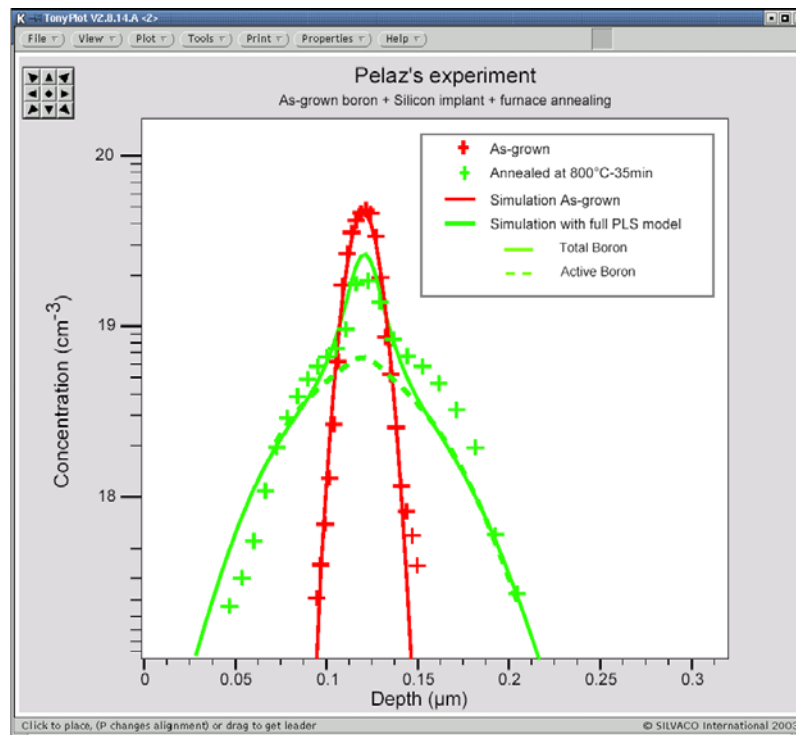 TonyPlot V2.8.14.A <2>
File View Plot Tools Print Properties Help
Pelaz's experiment
As-grown boron + Silicon implant + furnace annealing
As-grown
Annealed at 800°C-35min
Simulation As-grown
Simulation with full PLS model
Total Boron
Active Boron
Concentration (cm-3)
20
19
18
0 0.05 0.1 0.15 0.2 0.25 0.3
Depth (µm)
Click to place, (P changes alignment) or drag to get leader © SILVACO International 2003